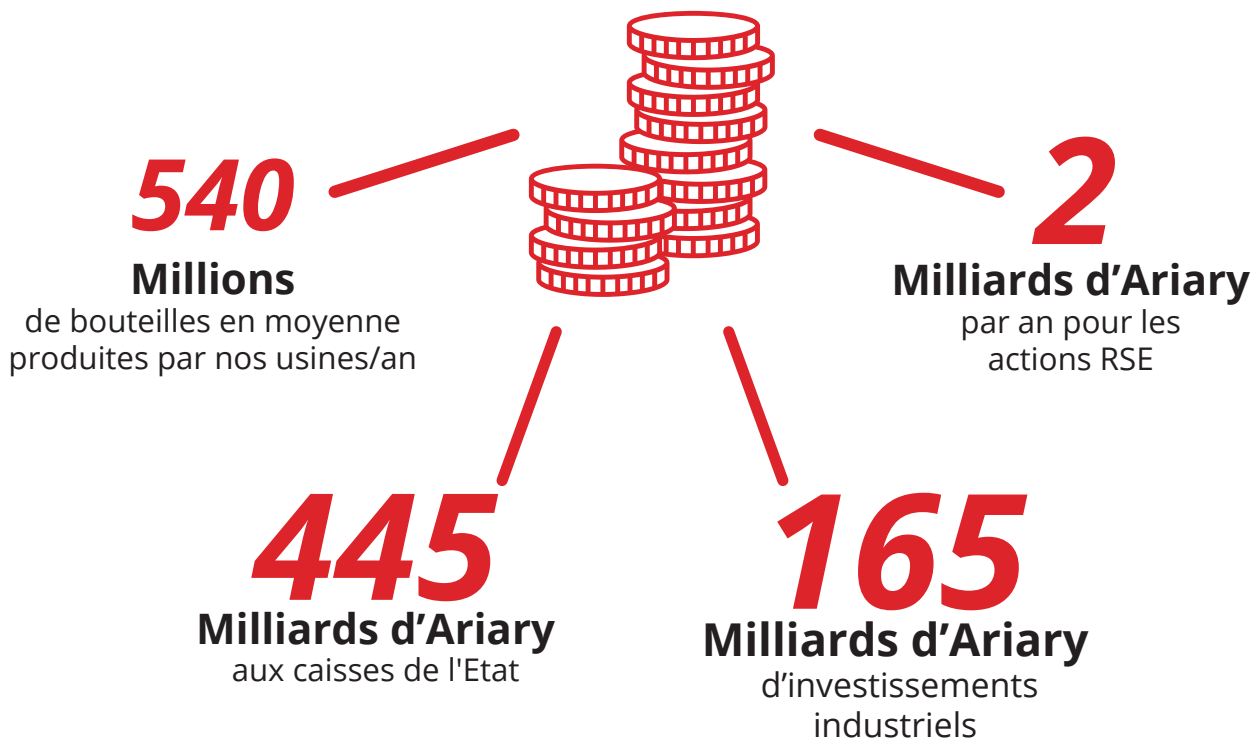 540
Millions
de bouteilles en moyenne
produites par nos usines/an
2
Milliards d’Ariary
par an pour les
actions RSE
445
Milliards d’Ariary
aux caisses de l'Etat
165
Milliards d’Ariary
d’investissements
industriels